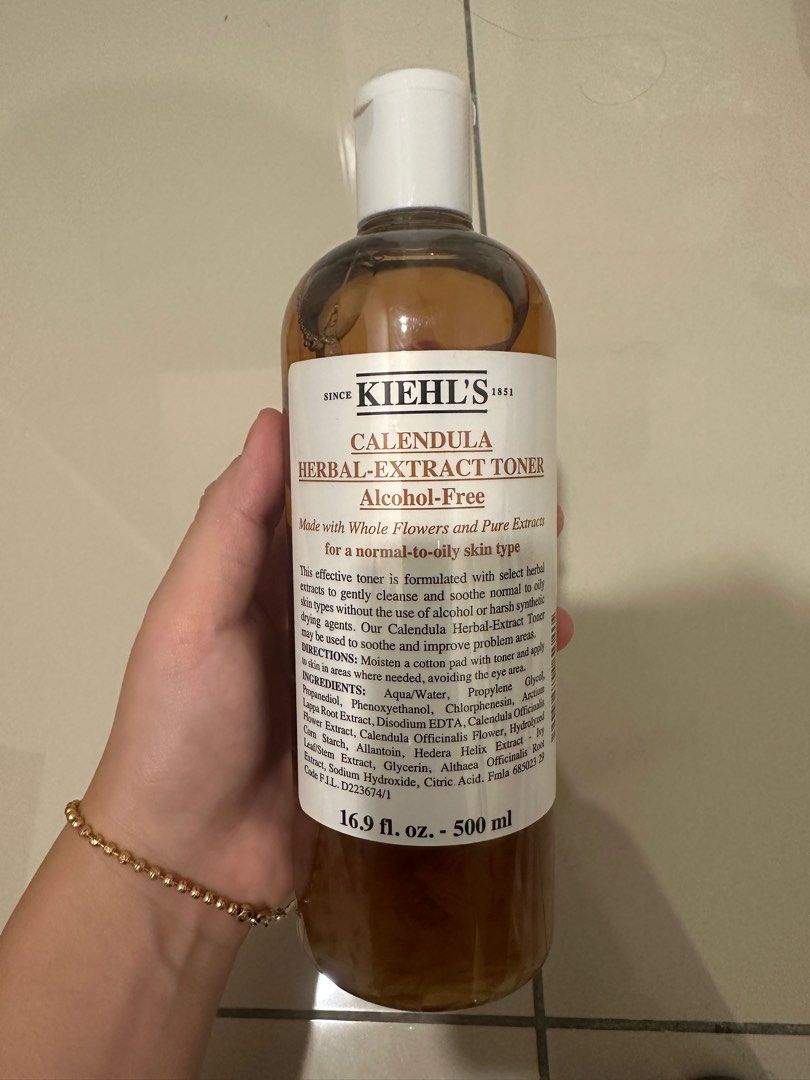 SINCE KIEHL'S 1851
CALENDULA
HERBAL-EXTRACT TONER
Alcohol-Free
Made with Whole Flowers and Pure Extracts
for a normal-to-oily skin type
This effective toner is formulated with select herbal
extracts to gently cleanse and soothe normal to oily
skin types without the use of alcohol or harsh synthetic
drying agents. Our Calendula Herbal-Extract Toner
may be used to soothe and improve problem areas.
DIRECTIONS: Moisten a cotton pad with toner and apply
to skin in areas where needed, avoiding the eye area.
INGREDIENTS: Aqua/Water, Propylene Glycol,
Propanediol, Phenoxyethanol, Chlorphenesin, Arctium
Lappa Root Extract, Disodium EDTA, Calendula Officinalis
Flower Extract, Calendula Officinalis Flower, Hydrolyzed
Corn Starch, Allantoin, Hedera Helix Extract - Ivy
Leaf/Stem Extract, Glycerin, Althaea Officinalis Root
Extract, Sodium Hydroxide, Citric Acid. Fmla 685023 29
Code F.I.L. D223674/1
16.9 fl. oz. - 500 ml